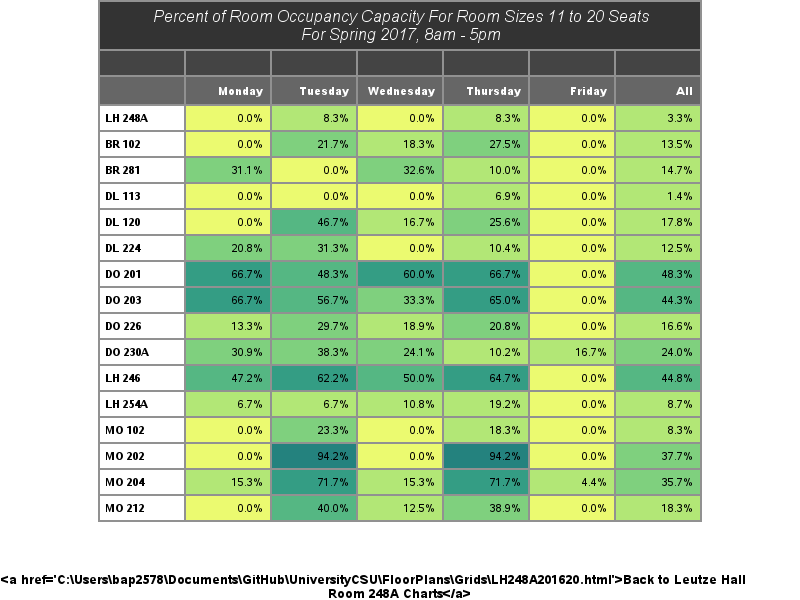 Percent of Room Occupancy Capacity For Room Sizes 11 to 20 Seats
For Spring 2017, 8am - 5pm
Monday Tuesday Wednesday Thursday Friday All
LH 248A 0.0% 8.3% 0.0% 8.3% 0.0% 3.3%
BR 102 0.0% 21.7% 18.3% 27.5% 0.0% 13.5%
BR 281 31.1% 0.0% 32.6% 10.0% 0.0% 14.7%
DL 113 0.0% 0.0% 0.0% 6.9% 0.0% 1.4%
DL 120 0.0% 46.7% 16.7% 25.6% 0.0% 17.8%
DL 224 20.8% 31.3% 0.0% 10.4% 0.0% 12.5%
DO 201 66.7% 48.3% 60.0% 66.7% 0.0% 48.3%
DO 203 66.7% 56.7% 33.3% 65.0% 0.0% 44.3%
DO 226 13.3% 29.7% 18.9% 20.8% 0.0% 16.6%
DO 230A 30.9% 38.3% 24.1% 10.2% 16.7% 24.0%
LH 246 47.2% 62.2% 50.0% 64.7% 0.0% 44.8%
LH 254A 6.7% 6.7% 10.8% 19.2% 0.0% 8.7%
MO 102 0.0% 23.3% 0.0% 18.3% 0.0% 8.3%
MO 202 0.0% 94.2% 0.0% 94.2% 0.0% 37.7%
MO 204 15.3% 71.7% 15.3% 71.7% 4.4% 35.7%
MO 212 0.0% 40.0% 12.5% 38.9% 0.0% 18.3%
<a href='C:\Users\bap2578\Documents\GitHub\UniversityCSU\FloorPlans\Grids\LH248A201620.html'>Back to Leutze Hall
Room 248A Charts</a>